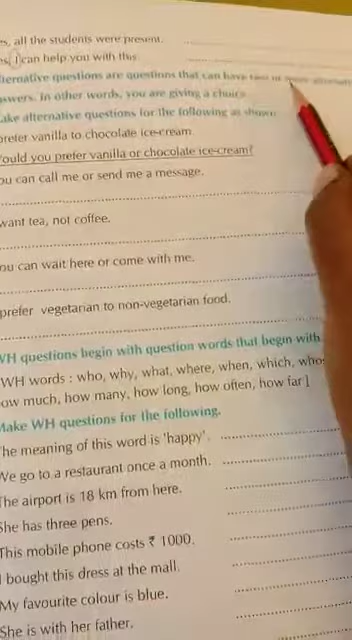 es, all the students were present.
es, I can help you with this
lternative questions are questions that can have two or
swers. In other words, you are giving a choice
ake alternative questions for the following as shown
prefer vanilla to chocolate ice-cream
ould you prefer vanilla or chocolate ice-cream?
ou can call me or send me a message.
want tea, not coffee.
ou can wait here or come with me.
prefer vegetarian to non-vegetarian food.
WH questions begin with question words that begin with
WH words : who, why, what, where, when, which, who
ow much, how many, how long, how often, how far ]
Make WH questions for the following.
he meaning of this word is 'happy'.
We go to a restaurant once a month.
The airport is 18 km from here.
She has three pens.
This mobile phone costs ₹ 1000.
I bought this dress at the mall.
My favourite colour is blue.
She is with her father.